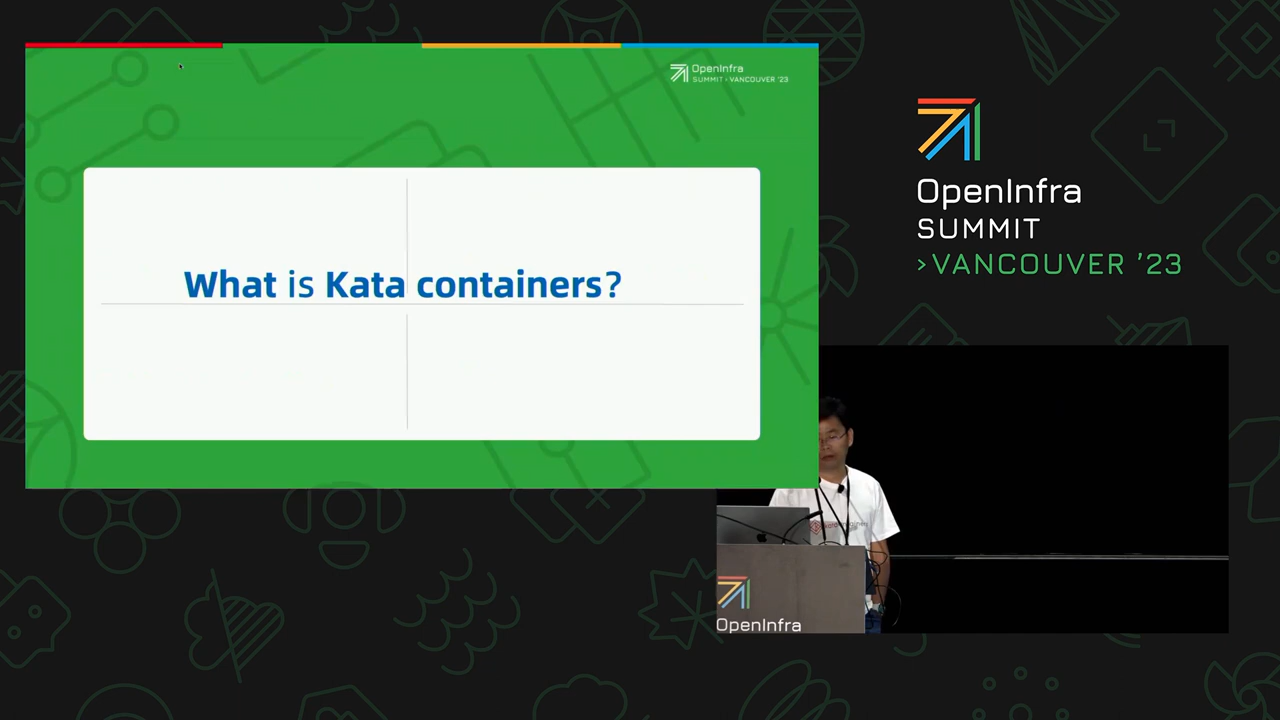 OpenInfra
SUMMIT > VANCOUVER '23
What is Kata containers?
OpenInfra
SUMMIT
>VANCOUVER '23
OpenInfra